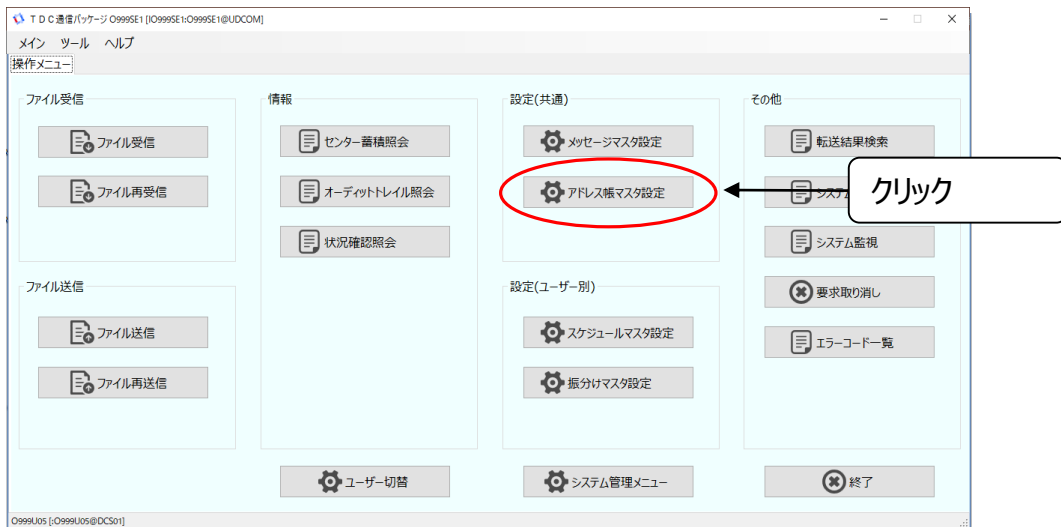 TDC通信パッケージ O999SE1 [IO999SE1:O999SE1@UDCOM]
メイン ツール ヘルプ
操作メニュー
ファイル受信
ファイル受信
ファイル再受信
ファイル送信
ファイル送信
ファイル再送信
情報
センター蓄積照会
オーディットトレイル照会
状況確認照会
設定(共通)
メッセージマスタ設定
アドレス帳マスタ設定
設定(ユーザー別)
スケジュールマスタ設定
振分けマスタ設定
その他
転送結果検索
クリック
システム監視
要求取り消し
エラーコード一覧
ユーザー切替
システム管理メニュー
終了
O999U05 [:O999U05@DCS01]